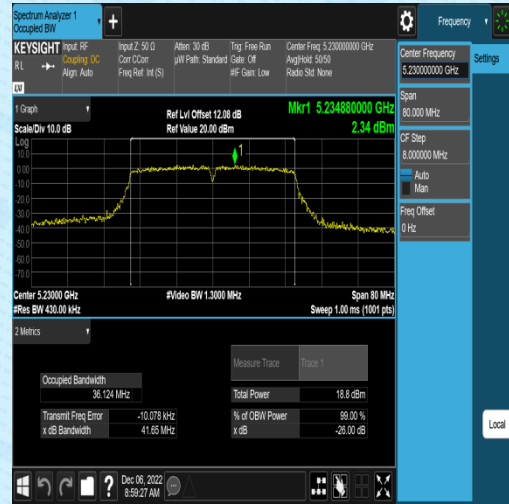 Spectrum Analyzer 1
Occupied BW
+
Frequency
KEYSIGHT
RL
Input: RF
Coupling: DC
Align: Auto
Input Z: 50 Ω
Corr CCorr
Freq Ref: Int (S)
Atten: 30 dB
µW Path: Standard
Trig: Free Run
Gate: Off
#IF Gain: Low
Center Freq: 5.230000000 GHz
Avg|Hold: 50/50
Radio Std: None
LXI
1 Graph
Scale/Div 10.0 dB
Ref Lvl Offset 12.08 dB
Ref Value 20.00 dBm
Mkr1 5.234880000 GHz
2.34 dBm
Log
10.0
0.00
-10.0
-20.0
-30.0
-40.0
-50.0
-60.0
-70.0
1
Center 5.23000 GHz
#Res BW 430.00 kHz
#Video BW 1.3000 MHz
Span 80 MHz
Sweep 1.00 ms (1001 pts)
2 Metrics
Measure Trace
Trace 1
Occupied Bandwidth
36.124 MHz
Total Power
18.8 dBm
Transmit Freq Error
-10.078 kHz
% of OBW Power
99.00 %
x dB Bandwidth
41.65 MHz
x dB
-26.00 dB
Dec 06, 2022
8:59:27 AM
?
Center Frequency
5.230000000 GHz
Settings
Span
80.000 MHz
CF Step
8.000000 MHz
Auto
Man
Freq Offset
0 Hz
Local